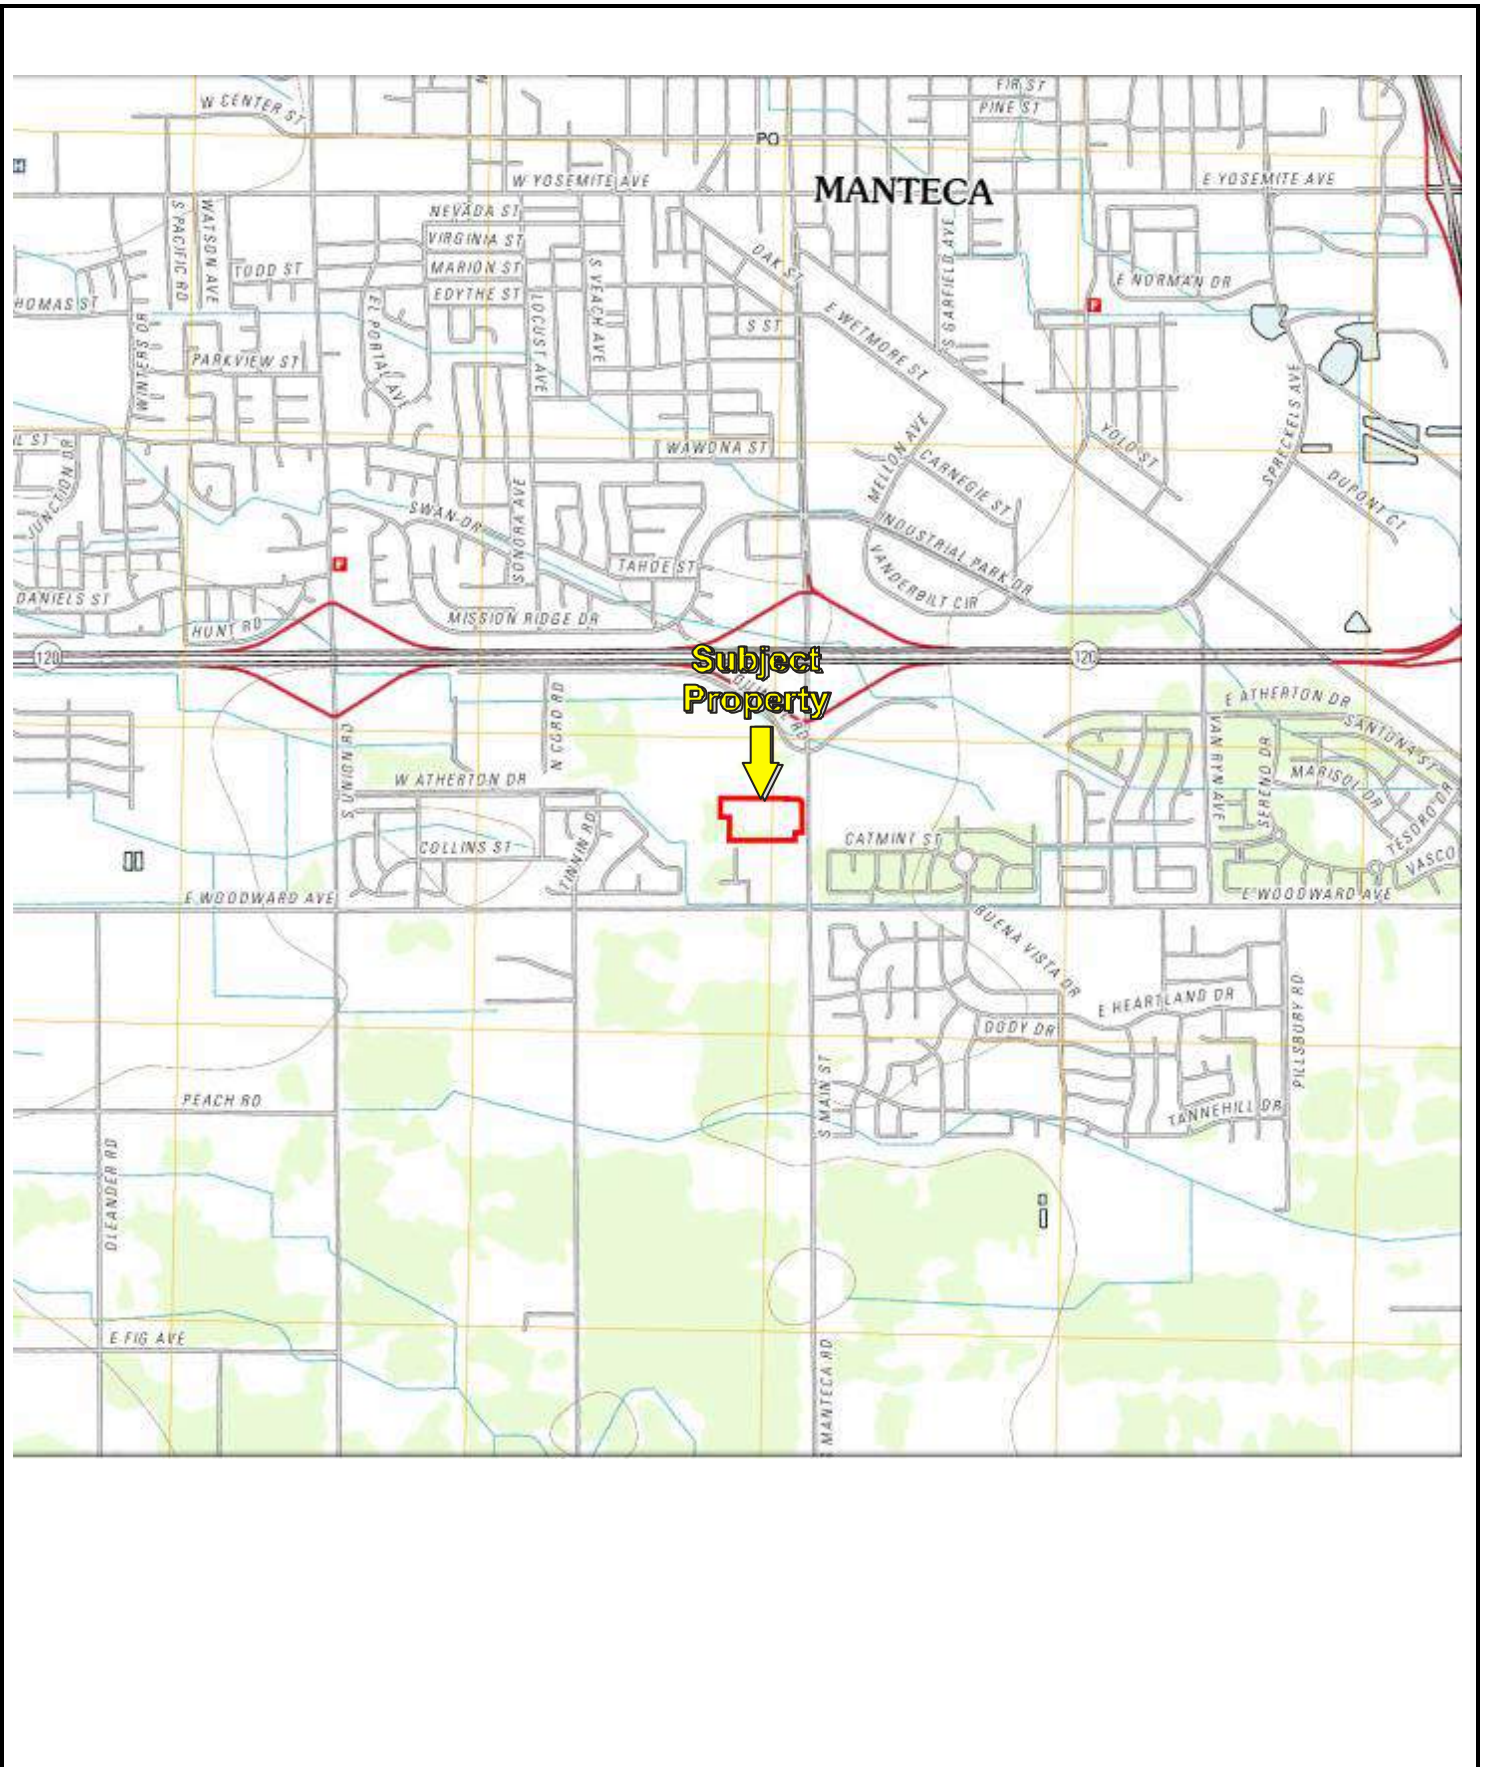 FIR ST
PINE ST
W CENTER ST
PO
H
W YOSEMITE AVE
MANTECA
E YOSEMITE AVE
S PACIFIC RD
WATSON AVE
NEVADA ST
VIRGINIA ST
MARION ST
EDYTHE ST
TODD ST
S VEACH AVE
OAK ST
S GARFIELD AVE
E NORMAN DR
F
HOMAS ST
WINTERS DR
EL PORTAL AVE
LOCUST AVE
S ST
E WETMORE ST
PARKVIEW ST
SPRECKELS AVE
IL ST
JUNCTION DR
WAWONA ST
MELLON AVE
YOLO ST
CARNEGIE ST
DUPONT CT
SWAN DR
SONORA AVE
INDUSTRIAL PARK DR
F
TAHOE ST
VANDERBILT CIR
DANIELS ST
HUNT RD
MISSION RIDGE DR
120
120
Subject
Property
RD
E ATHERTON DR
N CORD RD
S UNION RD
VAN RYN AVE
SANTONA ST
SERENO DR
MARISOL DR
W ATHERTON DR
TESORO DR
COLLINS ST
TINNIN RD
CATMINT ST
VASCO
E WOODWARD AVE
E WOODWARD AVE
BUENA VISTA DR
E HEARTLAND DR
DODY DR
PILLSBURY RD
PEACH RD
S MAIN ST
TANNEHILL DR
OLEANDER RD
E FIG AVE
S MANTECA RD